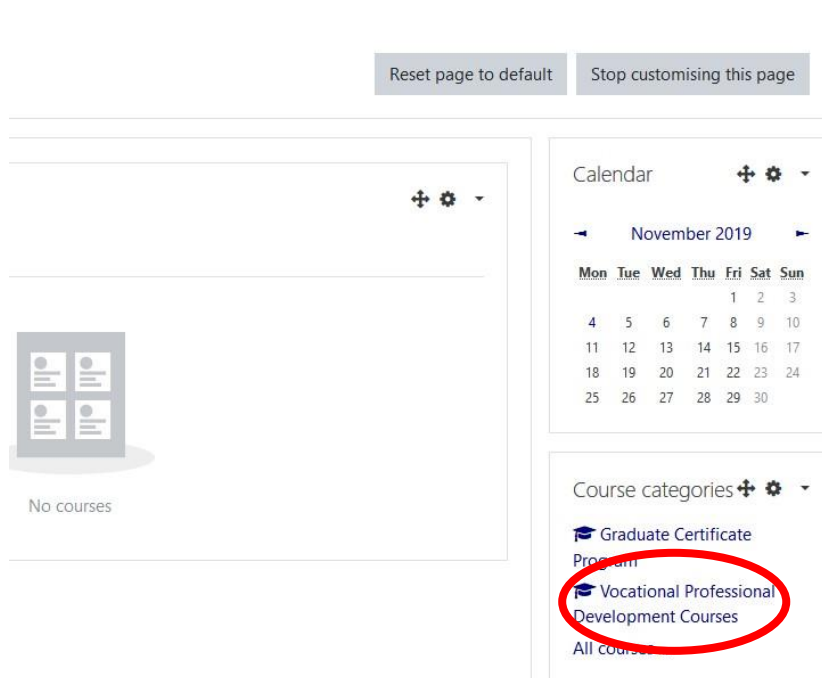 Reset page to default
Stop customising this page
Calendar
November 2019
Mon Tue Wed Thu Fri Sat Sun
1 2 3
4 5 6 7 8 9 10
11 12 13 14 15 16 17
18 19 20 21 22 23 24
25 26 27 28 29 30
No courses
Course categories
Graduate Certificate
Program
Vocational Professional
Development Courses
All courses